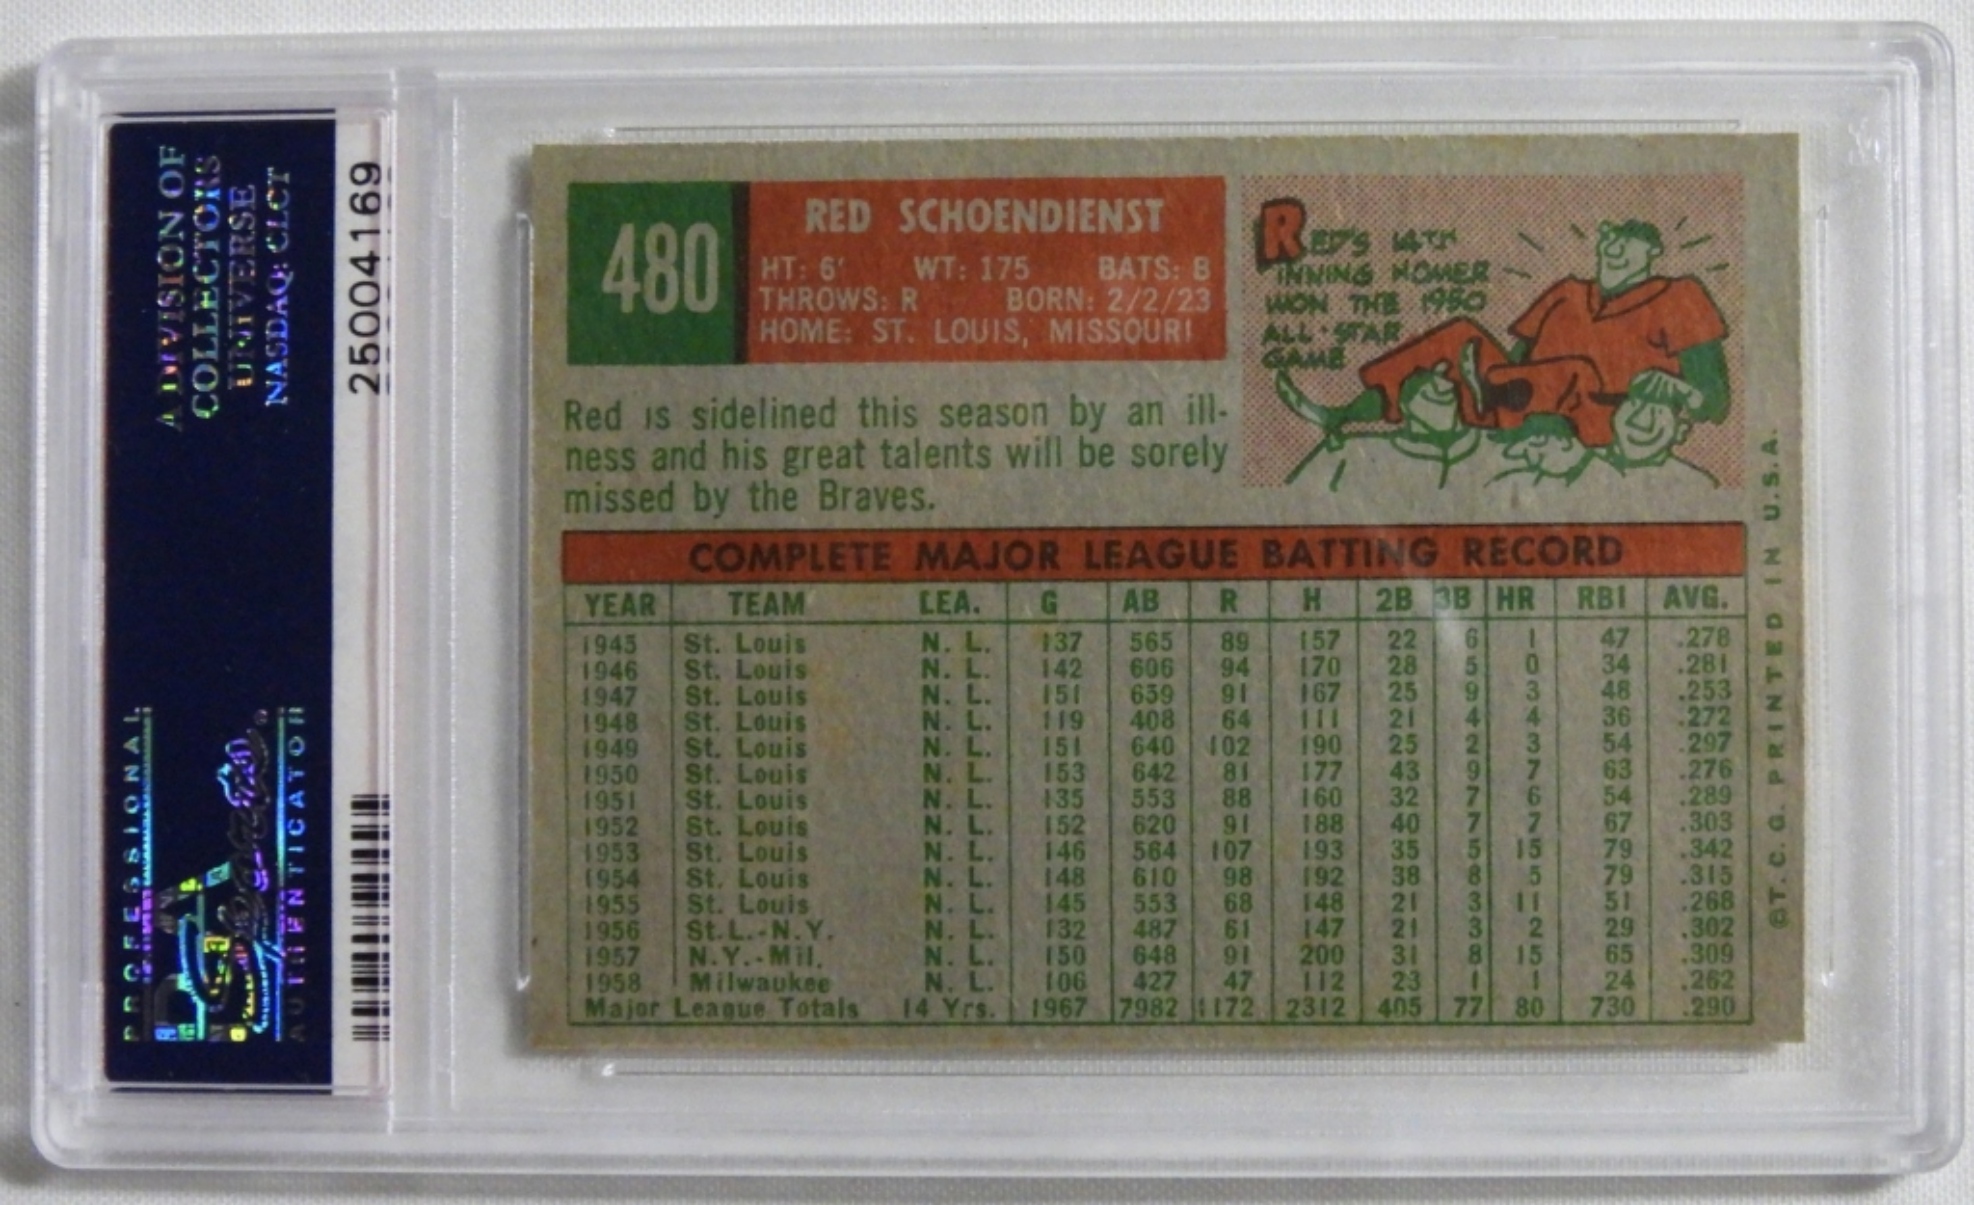 A DIVISION OF
COLLECTORS
UNIVERSE
NASDAQ: CLCT
PROFESSIONAL
AUTHENTICATOR
25004169
480
RED SCHOENDIENST
HT: 6' WT: 175 BATS: B
THROWS: R BORN: 2/2/23
HOME: ST. LOUIS, MISSOURI
RED'S 14TH
INNING HOMER
WON THE 1950
ALL-STAR
GAME
Red is sidelined this season by an ill-
ness and his great talents will be sorely
missed by the Braves.
COMPLETE MAJOR LEAGUE BATTING RECORD
YEAR TEAM LEA. G AB R H 2B 3B HR RBI AVG.
1945 St. Louis N. L. 137 565 89 157 22 6 1 47 .278
1946 St. Louis N. L. 142 606 94 170 28 5 0 34 .281
1947 St. Louis N. L. 151 659 91 167 25 9 3 48 .253
1948 St. Louis N. L. 119 408 64 111 21 4 4 36 .272
1949 St. Louis N. L. 151 640 102 190 25 2 3 54 .297
1950 St. Louis N. L. 153 642 81 177 43 9 7 63 .276
1951 St. Louis N. L. 135 553 88 160 32 7 6 54 .289
1952 St. Louis N. L. 152 620 91 188 40 7 7 67 .303
1953 St. Louis N. L. 146 564 107 193 35 5 15 79 .342
1954 St. Louis N. L. 148 610 98 192 38 8 5 79 .315
1955 St. Louis N. L. 145 553 68 148 21 3 11 51 .268
1956 St.L.-N.Y. N. L. 132 487 61 147 21 3 2 29 .302
1957 N.Y.-Mil. N. L. 150 648 91 200 31 8 15 65 .309
1958 Milwaukee N. L. 106 427 47 112 23 1 1 24 .262
Major League Totals 14 Yrs. 1967 7982 1172 2312 405 77 80 730 .290
©T.C.G. PRINTED IN U.S.A.